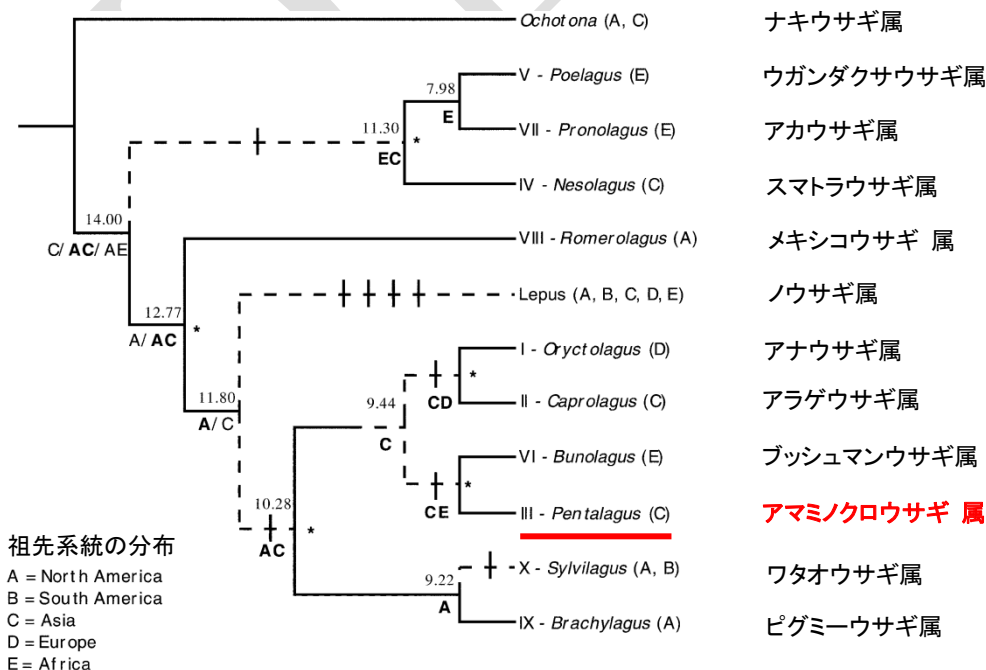 Ochotona (A, C) ナキウサギ属
V - Poelagus (E) ウガンダクサウサギ属
7.98
E
VII - Pronolagus (E) アカウサギ属
11.30
*
EC
IV - Nesolagus (C) スマトラウサギ属
14.00
C/ AC/ AE
VIII - Romerolagus (A) メキシコウサギ 属
Lepus (A, B, C, D, E) ノウサギ属
12.77
*
A/ AC
I - Oryctolagus (D) アナウサギ属
*
CD
II - Caprolagus (C) アラゲウサギ属
11.80
A/ C
9.44
C
VI - Bunolagus (E) ブッシュマンウサギ属
*
CE
III - Pentalagus (C) アマミノクロウサギ 属
10.28
*
AC
X - Sylvilagus (A, B) ワタオウサギ属
9.22
A
IX - Brachylagus (A) ピグミーウサギ属
祖先系統の分布
A = North America
B = South America
C = Asia
D = Europe
E = Africa